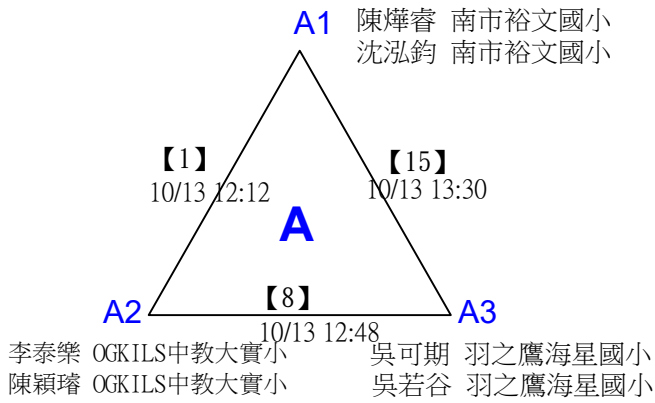 A1
陳燁睿 南市裕文國小
沈泓鈞 南市裕文國小
【1】
10/13 12:12
【15】
10/13 13:30
A
【8】
10/13 12:48
A2
A3
李泰樂 OGKILS中教大實小
陳穎璿 OGKILS中教大實小
吳可期 羽之鷹海星國小
吳若谷 羽之鷹海星國小